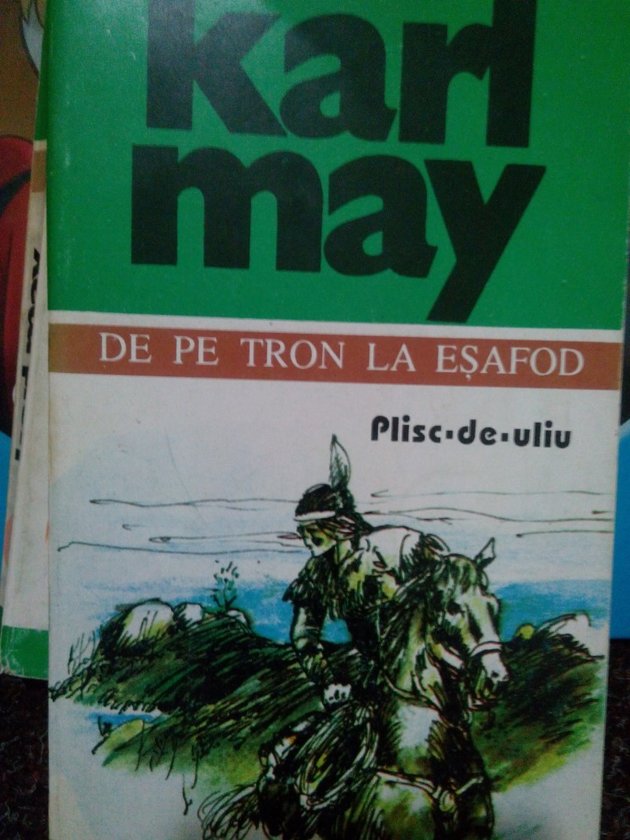 karl
may
DE PE TRON LA EȘAFOD
Plisc·de·uliu